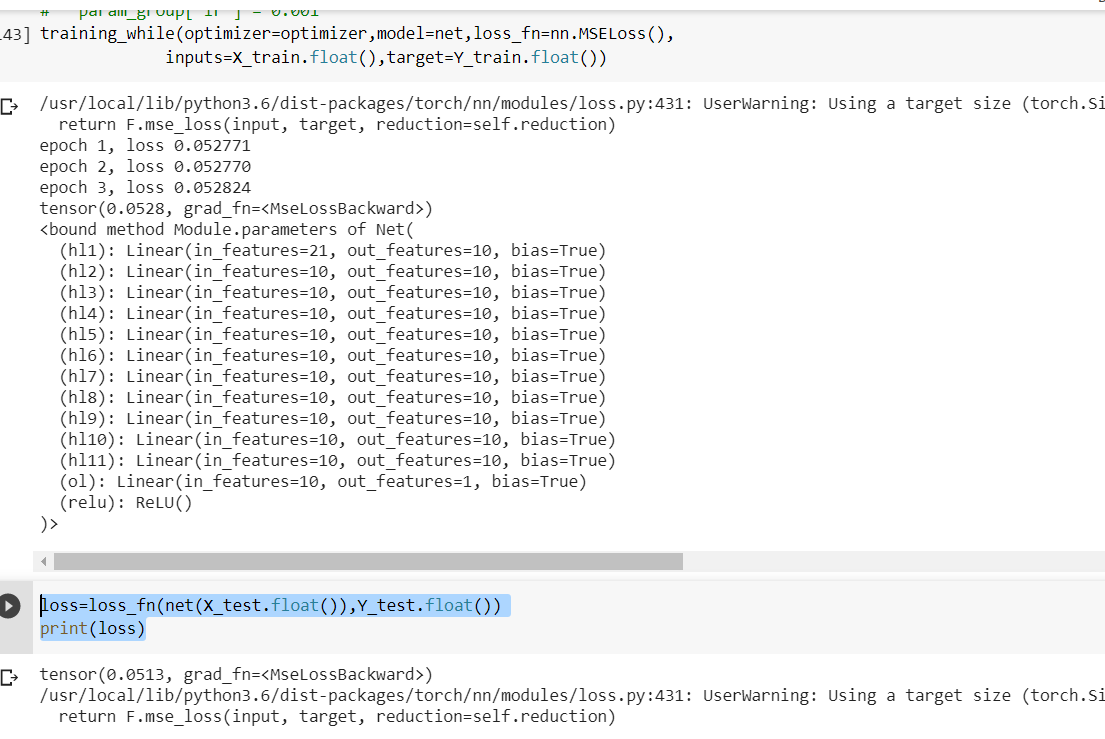 #   param_group['lr'] = 0.001
43] training_while(optimizer=optimizer,model=net,loss_fn=nn.MSELoss(),
inputs=X_train.float(),target=Y_train.float())
/usr/local/lib/python3.6/dist-packages/torch/nn/modules/loss.py:431: UserWarning: Using a target size (torch.Si
return F.mse_loss(input, target, reduction=self.reduction)
epoch 1, loss 0.052771
epoch 2, loss 0.052770
epoch 3, loss 0.052824
tensor(0.0528, grad_fn=<MseLossBackward>)
<bound method Module.parameters of Net(
(hl1): Linear(in_features=21, out_features=10, bias=True)
(hl2): Linear(in_features=10, out_features=10, bias=True)
(hl3): Linear(in_features=10, out_features=10, bias=True)
(hl4): Linear(in_features=10, out_features=10, bias=True)
(hl5): Linear(in_features=10, out_features=10, bias=True)
(hl6): Linear(in_features=10, out_features=10, bias=True)
(hl7): Linear(in_features=10, out_features=10, bias=True)
(hl8): Linear(in_features=10, out_features=10, bias=True)
(hl9): Linear(in_features=10, out_features=10, bias=True)
(hl10): Linear(in_features=10, out_features=10, bias=True)
(hl11): Linear(in_features=10, out_features=10, bias=True)
(ol): Linear(in_features=10, out_features=1, bias=True)
(relu): ReLU()
)>
loss=loss_fn(net(X_test.float()),Y_test.float())
print(loss)
tensor(0.0513, grad_fn=<MseLossBackward>)
/usr/local/lib/python3.6/dist-packages/torch/nn/modules/loss.py:431: UserWarning: Using a target size (torch.Si
return F.mse_loss(input, target, reduction=self.reduction)